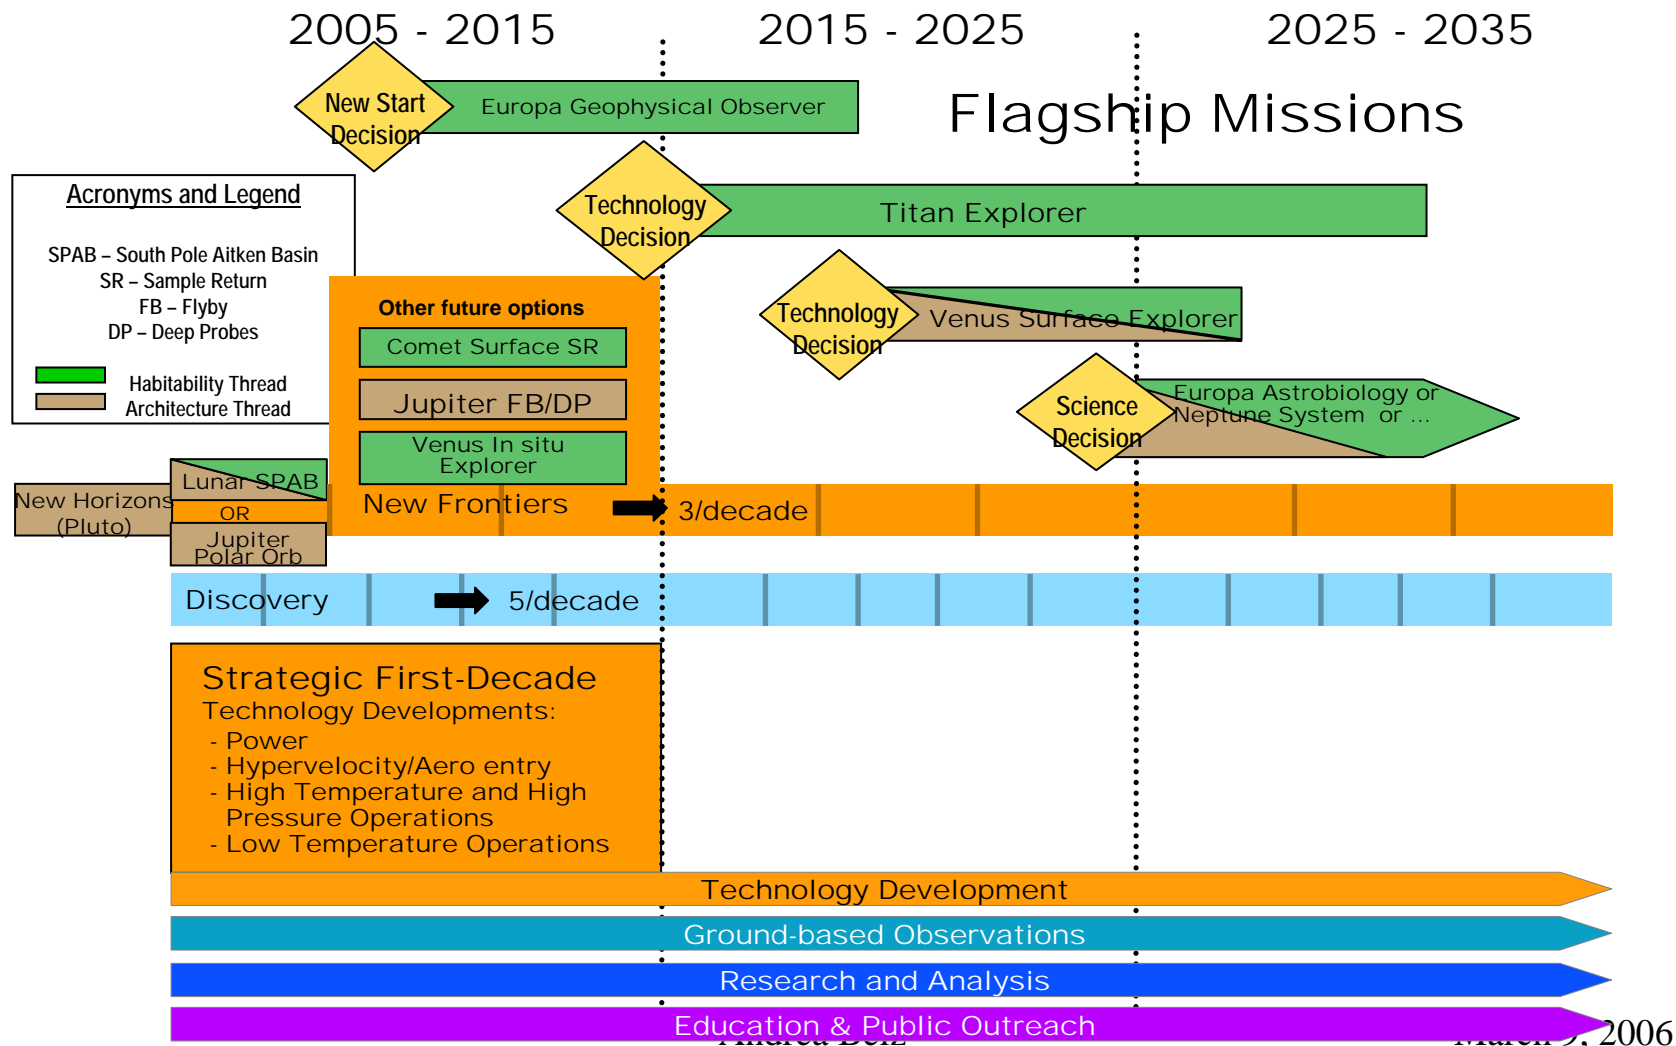 2005 - 2015
2015 - 2025
2025 - 2035
New Start
Decision
Europa Geophysical Observer
Flagship Missions
Technology
Decision
Titan Explorer
Acronyms and Legend
SPAB – South Pole Aitken Basin
SR – Sample Return
FB – Flyby
DP – Deep Probes
Habitability Thread
Architecture Thread
Technology
Decision
Venus Surface Explorer
Science
Decision
Europa Astrobiology or
Neptune System or ...
Other future options
Comet Surface SR
Jupiter FB/DP
Venus In situ
Explorer
New Horizons
(Pluto)
Lunar SPAB
OR
Jupiter
Polar Orb
New Frontiers
3/decade
Discovery
5/decade
Strategic First-Decade
Technology Developments:
- Power
- Hypervelocity/Aero entry
- High Temperature and High
Pressure Operations
- Low Temperature Operations
Technology Development
Ground-based Observations
Research and Analysis
Education & Public Outreach
Andrea Belz
March 9, 2006